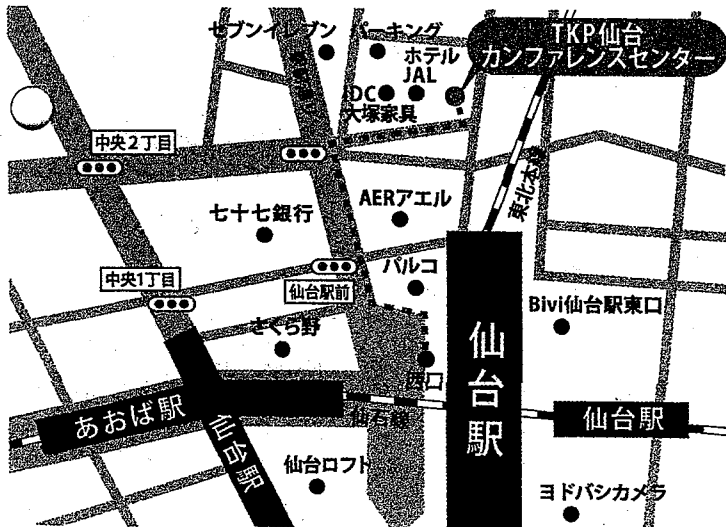 セブンイレブン
パーキング
TKP仙台
カンファレンスセンター
ホテル
JAL
IDC
大塚家具
中央2丁目
東北本線
AERアエル
七十七銀行
パルコ
中央1丁目
仙台駅前
Bivi仙台駅東口
さくら野
仙台駅
西口
あおば駅
仙石線
仙台駅
仙台駅
仙台ロフト
ヨドバシカメラ